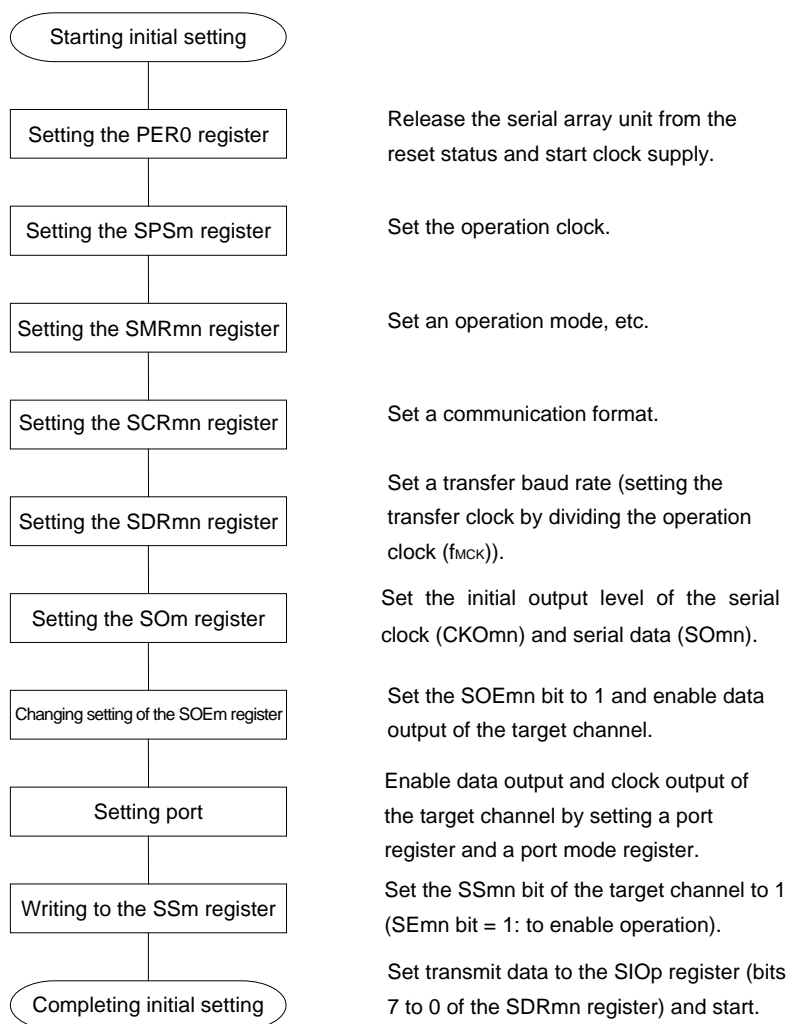 Starting initial setting
Setting the PER0 register
Release the serial array unit from the
reset status and start clock supply.
Setting the SPSm register
Set the operation clock.
Setting the SMRmn register
Set an operation mode, etc.
Setting the SCRmn register
Set a communication format.
Setting the SDRmn register
Set a transfer baud rate (setting the
transfer clock by dividing the operation
clock (fMCK)).
Setting the SOm register
Set the initial output level of the serial
clock (CKOmn) and serial data (SOmn).
Changing setting of the SOEm register
Set the SOEmn bit to 1 and enable data
output of the target channel.
Setting port
Enable data output and clock output of
the target channel by setting a port
register and a port mode register.
Writing to the SSm register
Set the SSmn bit of the target channel to 1
(SEmn bit = 1: to enable operation).
Completing initial setting
Set transmit data to the SIOp register (bits
7 to 0 of the SDRmn register) and start.